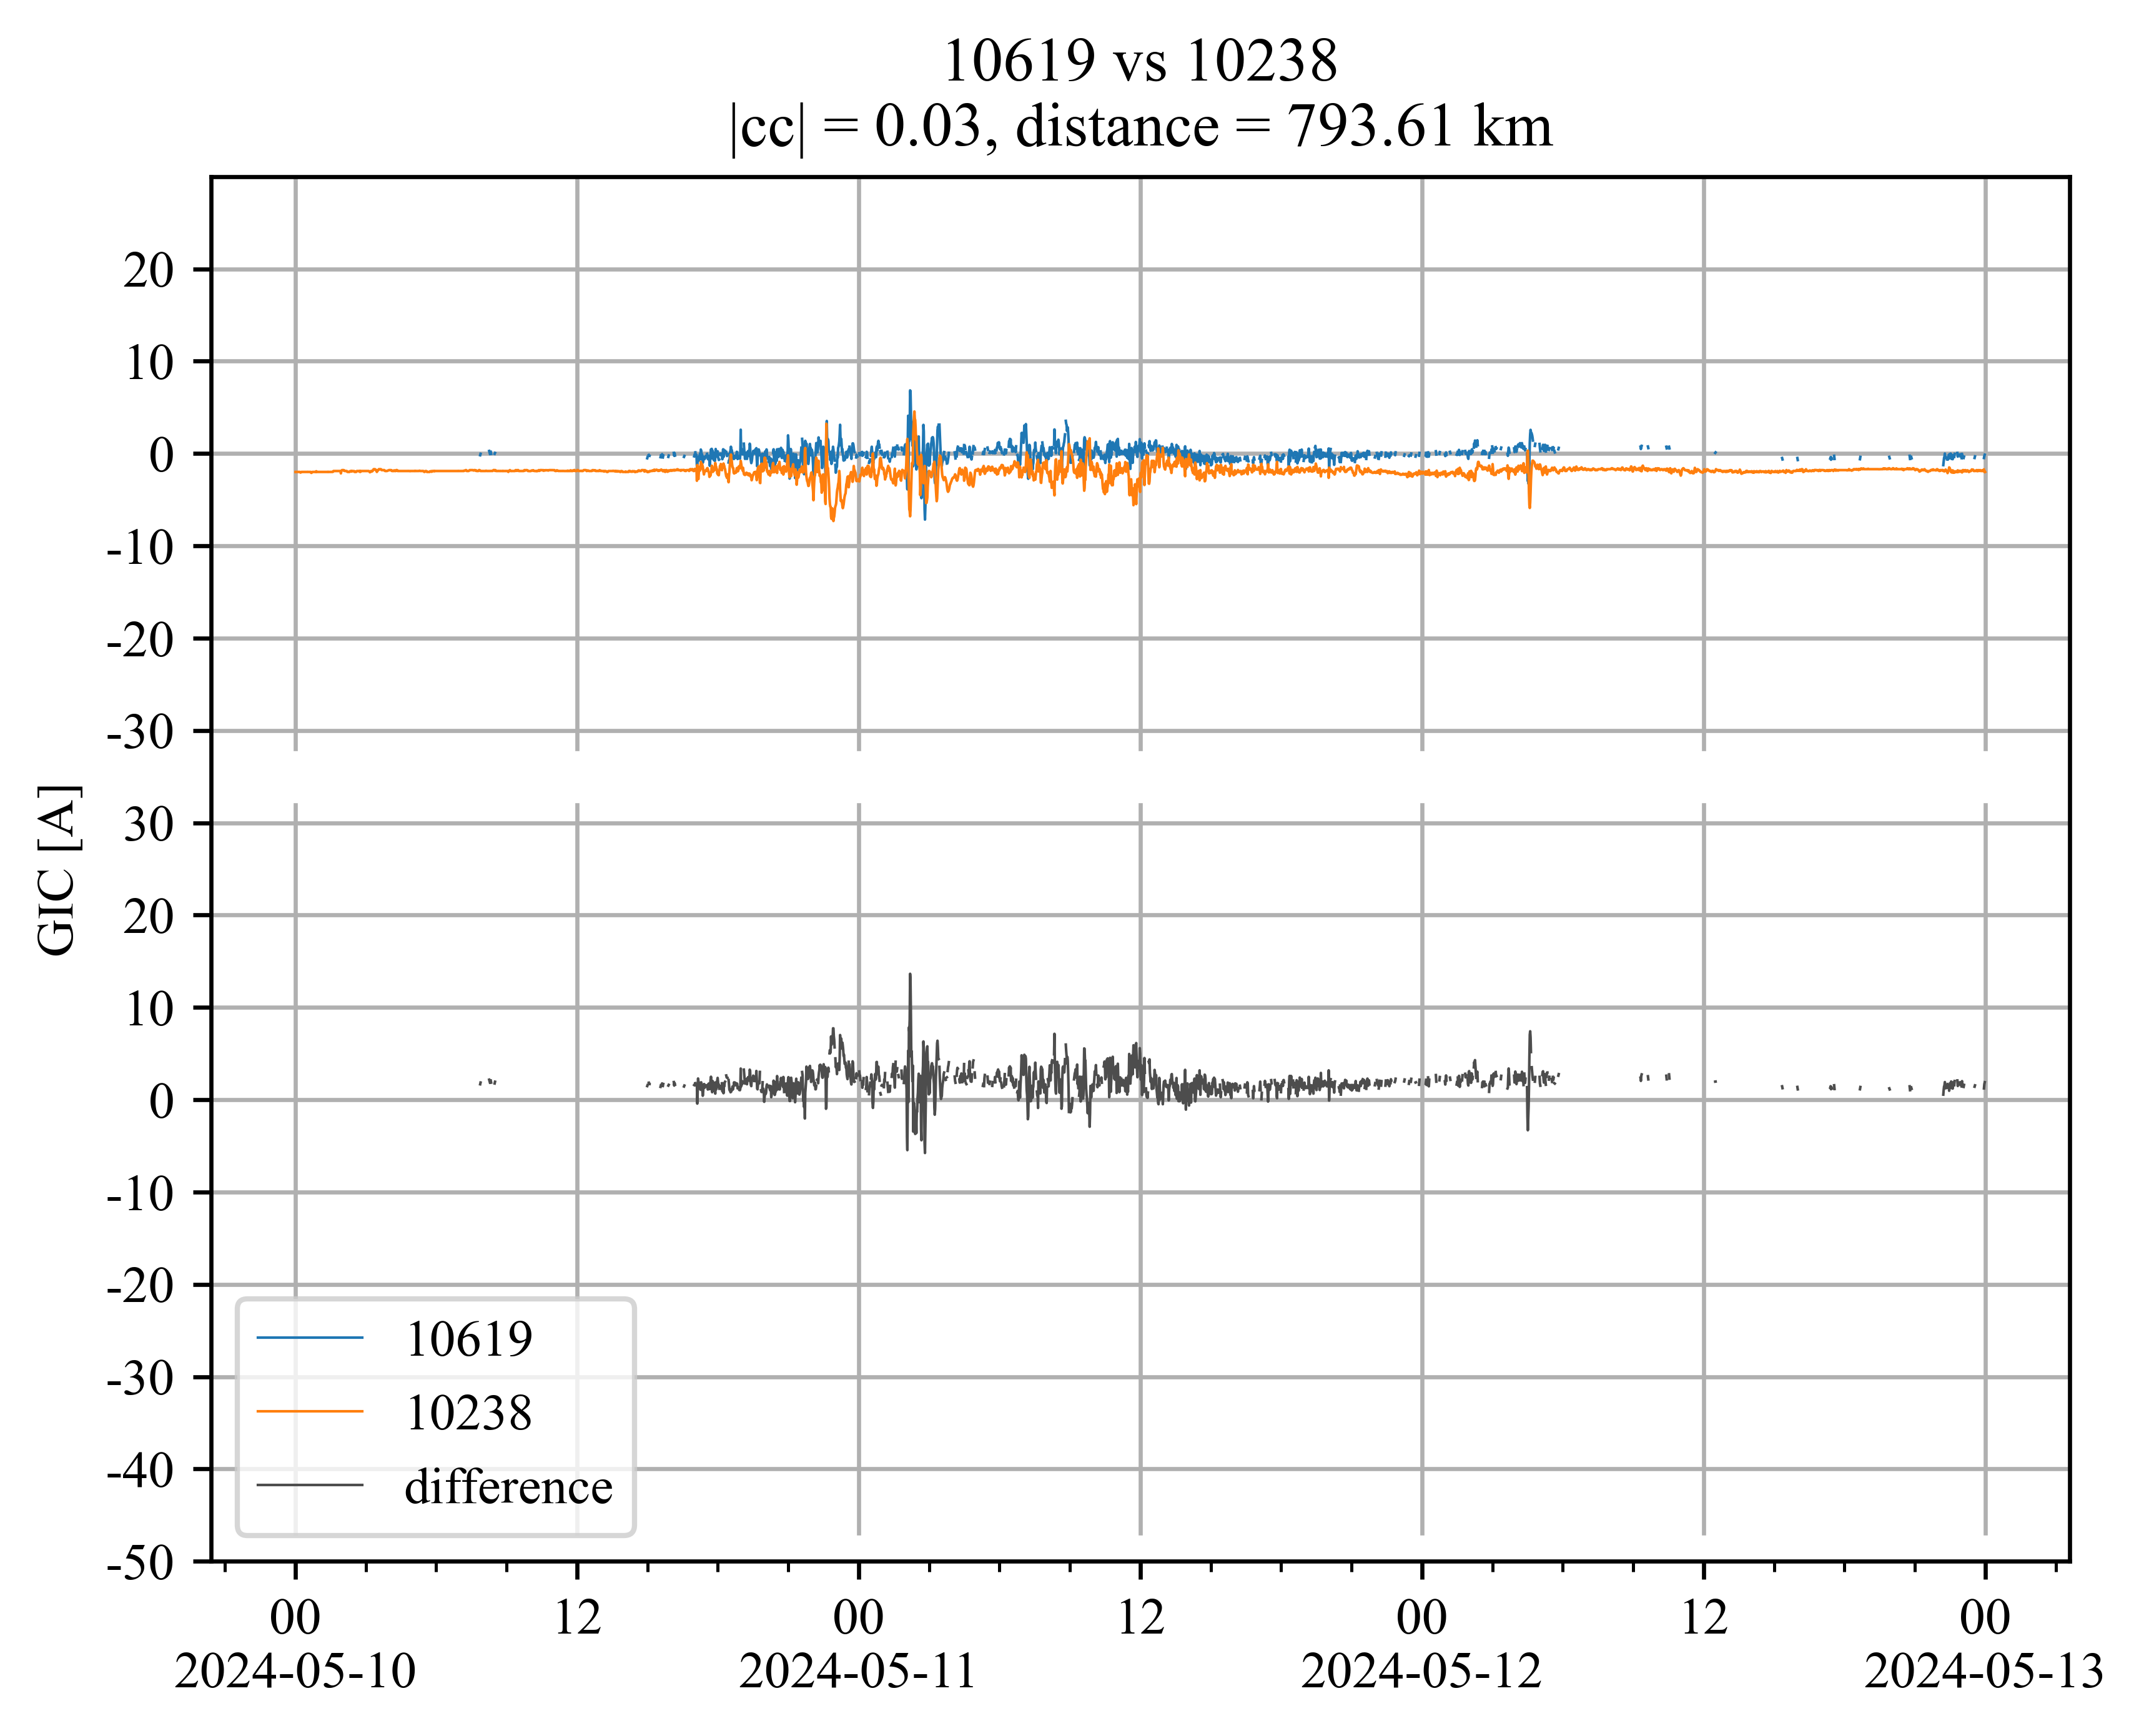 10619 vs 10238
|cc| = 0.03, distance = 793.61 km
20
10
0
-10
-20
-30
30
20
10
0
-10
-20
-30
-40
-50
GIC [A]
10619
10238
difference
00 12 00 12 00 12 00
2024-05-10 2024-05-11 2024-05-12 2024-05-13